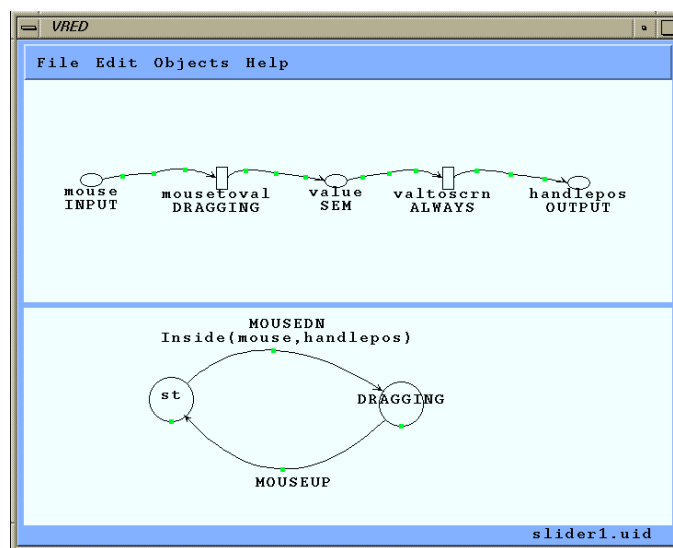 VRED
File Edit Objects Help
mouse mousetoval value valtoscrn handlepos
INPUT DRAGGING SEM ALWAYS OUTPUT
MOUSEDN
Inside(mouse,handlepos)
st DRAGGING
MOUSEUP
slider1.uid